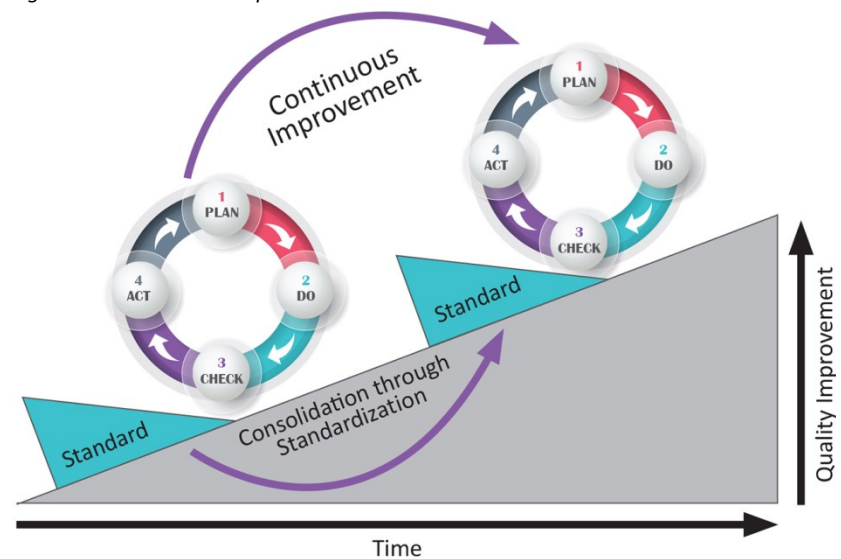 Continuous
Improvement
1
PLAN
2
DO
3
CHECK
4
ACT
1
PLAN
2
DO
3
CHECK
4
ACT
Standard
Standard
Consolidation through
Standardization
Quality Improvement
Time